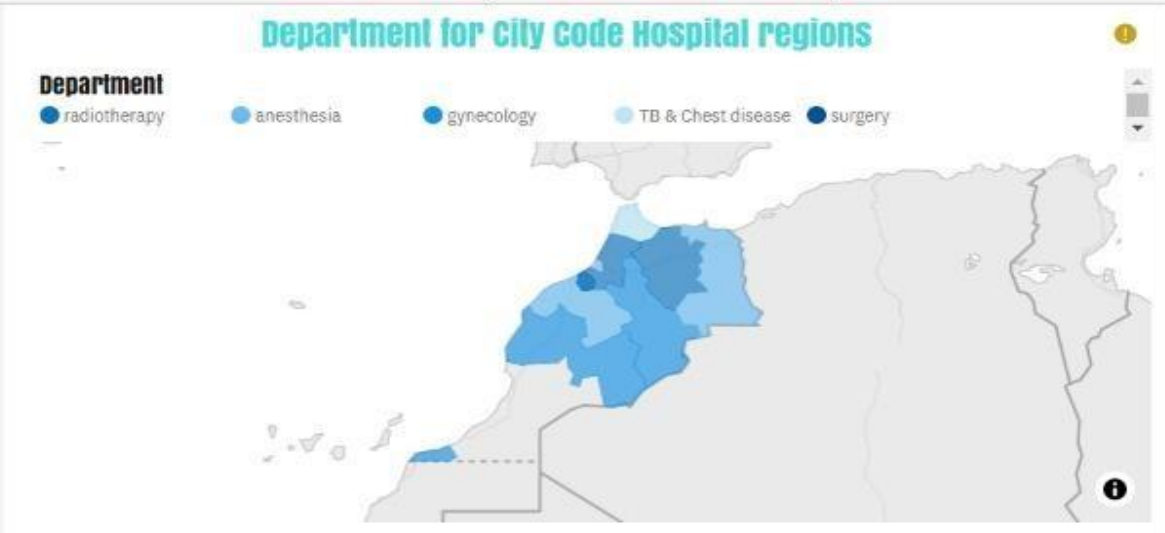 Department for City Code Hospital regions
Department
radiotherapy anesthesia gynecology TB & Chest disease surgery